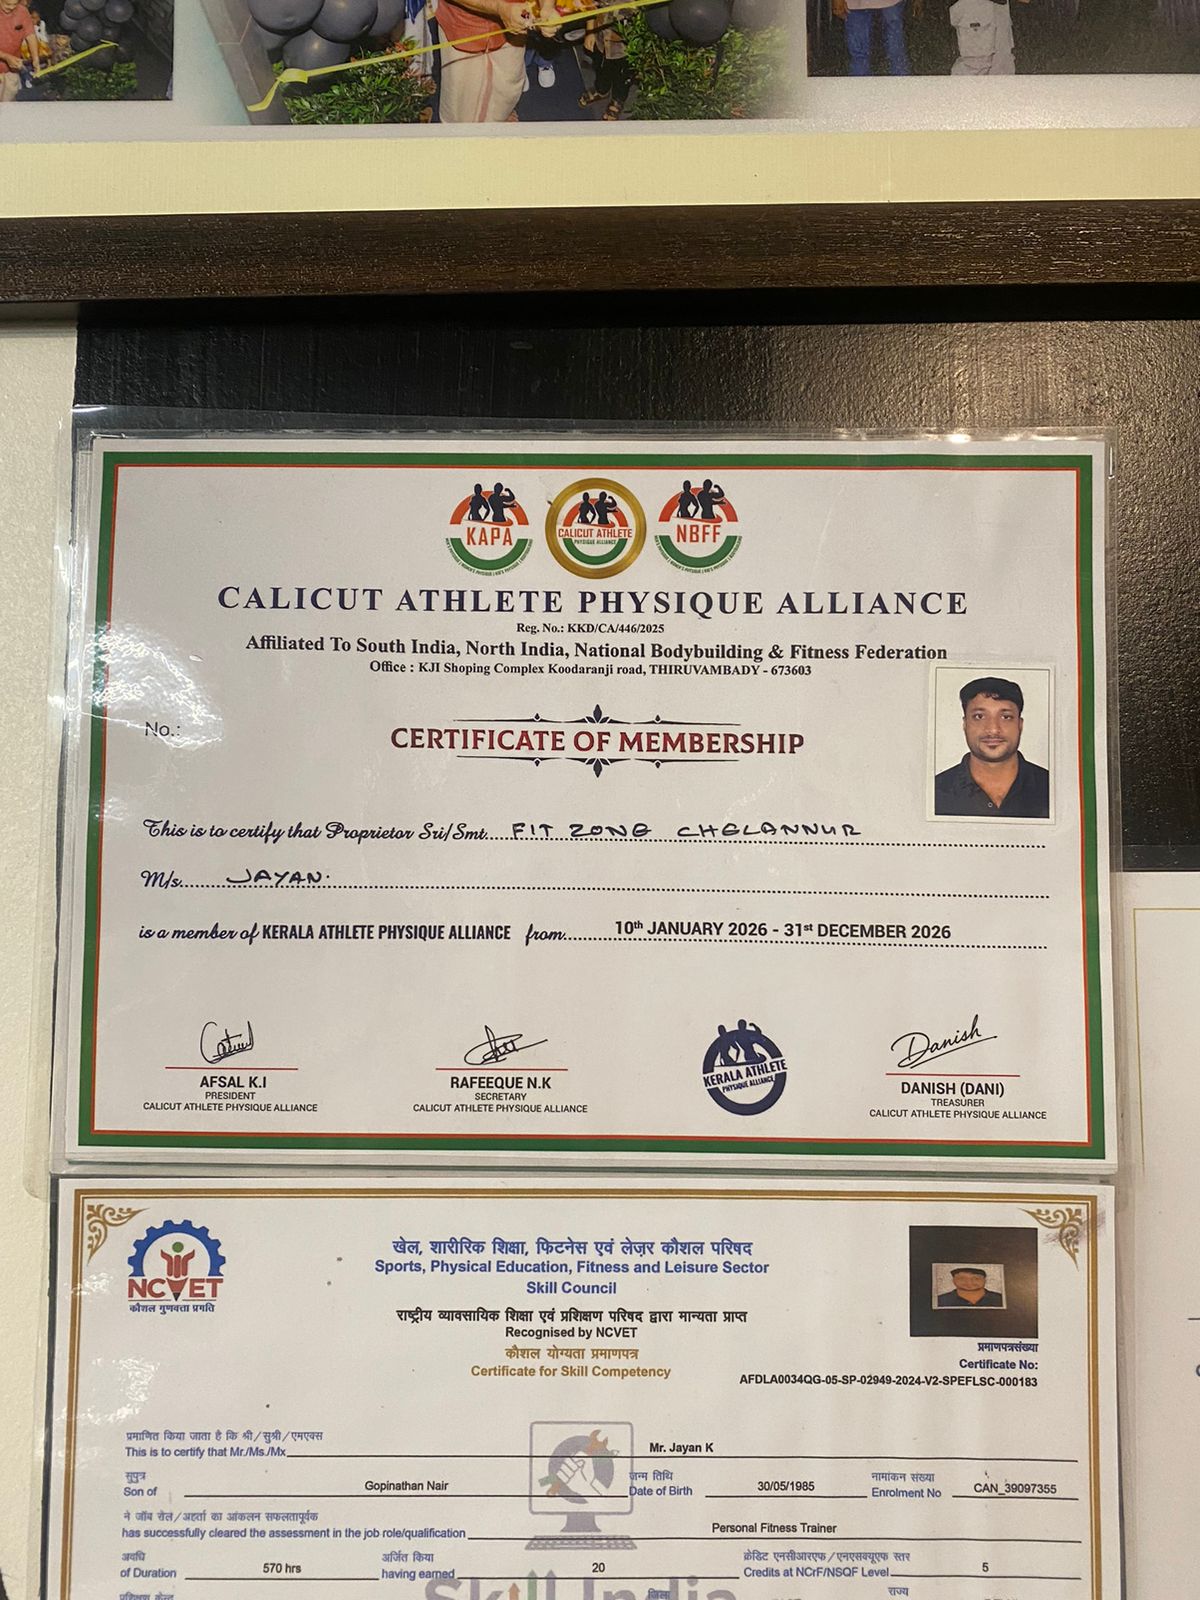 KAPA
CALICUT ATHLETE
PHYSIQUE ALLIANCE
NBFF
CALICUT ATHLETE PHYSIQUE ALLIANCE
Reg. No.: KKD/CA/446/2025
Affiliated To South India, North India, National Bodybuilding & Fitness Federation
Office : KJI Shoping Complex Koodaranji road, THIRUVAMBADY - 673603
No.:
CERTIFICATE OF MEMBERSHIP
This is to certify that Proprietor Sri/Smt. FIT ZONE CHELANNUR
M/s. JAYAN.
is a member of KERALA ATHLETE PHYSIQUE ALLIANCE from 10th JANUARY 2026 - 31st DECEMBER 2026
Danish
KERALA ATHLETE
PHYSIQUE ALLIANCE
AFSAL K.I
PRESIDENT
CALICUT ATHLETE PHYSIQUE ALLIANCE
RAFEEQUE N.K
SECRETARY
CALICUT ATHLETE PHYSIQUE ALLIANCE
DANISH (DANI)
TREASURER
CALICUT ATHLETE PHYSIQUE ALLIANCE
NCVET
कौशल गुणवत्ता प्रगति
खेल, शारीरिक शिक्षा, फिटनेस एवं लेज़र कौशल परिषद
Sports, Physical Education, Fitness and Leisure Sector
Skill Council
राष्ट्रीय व्यावसायिक शिक्षा एवं प्रशिक्षण परिषद द्वारा मान्यता प्राप्त
Recognised by NCVET
कौशल योग्यता प्रमाणपत्र
Certificate for Skill Competency
प्रमाणपत्रसंख्या
Certificate No:
AFDLA0034QG-05-SP-02949-2024-V2-SPEFLSC-000183
प्रमाणित किया जाता है कि श्री/सुश्री/एमएक्स
This is to certify that Mr./Ms./Mx Mr. Jayan K
सुपुत्र जन्म तिथि नामांकन संख्या
Son of Gopinathan Nair Date of Birth 30/05/1985 Enrolment No CAN_39097355
ने जॉब रोल/अहर्ता का आंकलन सफलतापूर्वक
has successfully cleared the assessment in the job role/qualification Personal Fitness Trainer
अवधि अर्जित किया क्रेडिट एनसीआरएफ/एनएसक्यूएफ स्तर
of Duration 570 hrs having earned 20 Credits at NCrF/NSQF Level 5
Skill India
जिला राज्य